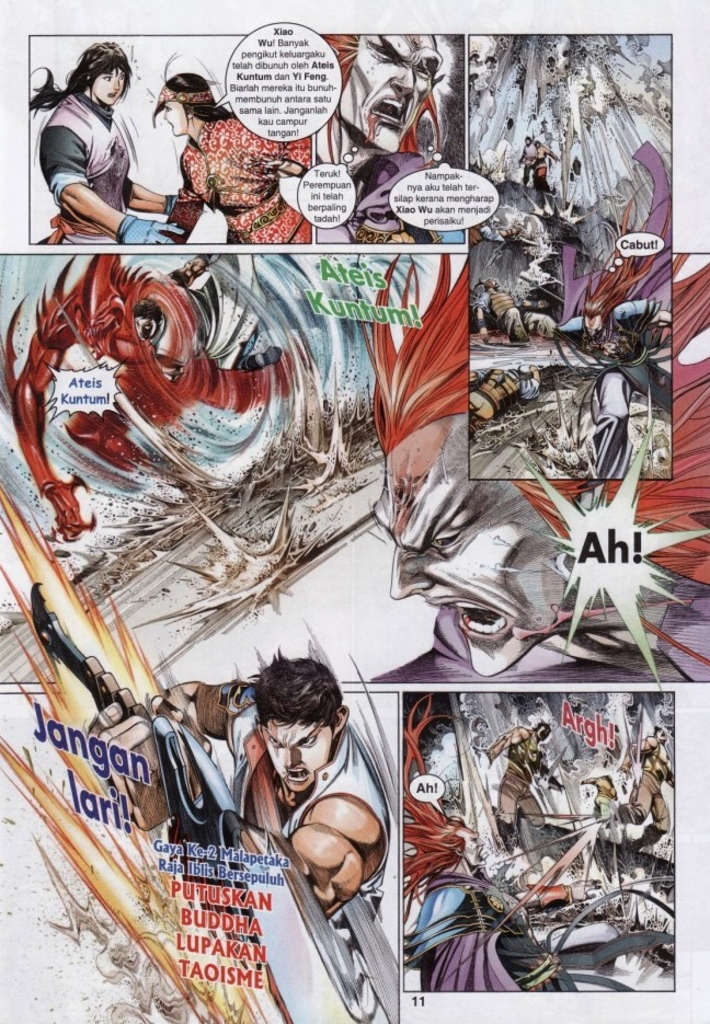 Xiao
Wu! Banyak
pengikut keluargaku
telah dibunuh oleh Ateis
Kuntum dan Yi Feng.
Biarlah mereka itu bunuh-
membunuh antara satu
sama lain. Janganlah
kau campur
tangan!
Teruk!
Perempuan
ini telah
berpaling
tadah!
Nampak-
nya aku telah ter-
silap kerana mengharap
Xiao Wu akan menjadi
perisaiku!
Cabut!
Ateis
Kuntum!
Ateis
Kuntum!
Ah!
Jangan
lari!
Gaya Ke-2 Malapetaka
Raja Iblis Bersepuluh
PUTUSKAN
BUDDHA
LUPAKAN
TAOISME
Argh!
Ah!
11